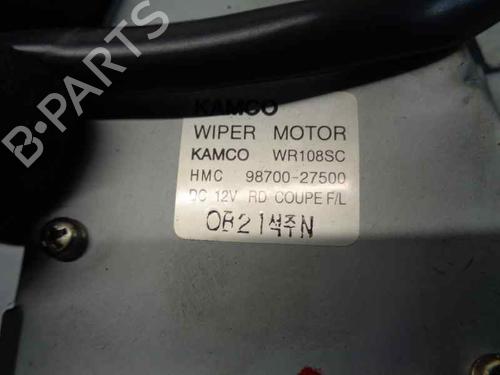 KAMCO
WIPER MOTOR
KAMCO WR108SC
HMC 98700-27500
DC 12V RD COUPE F/L
0B21석주N
B-PARTS